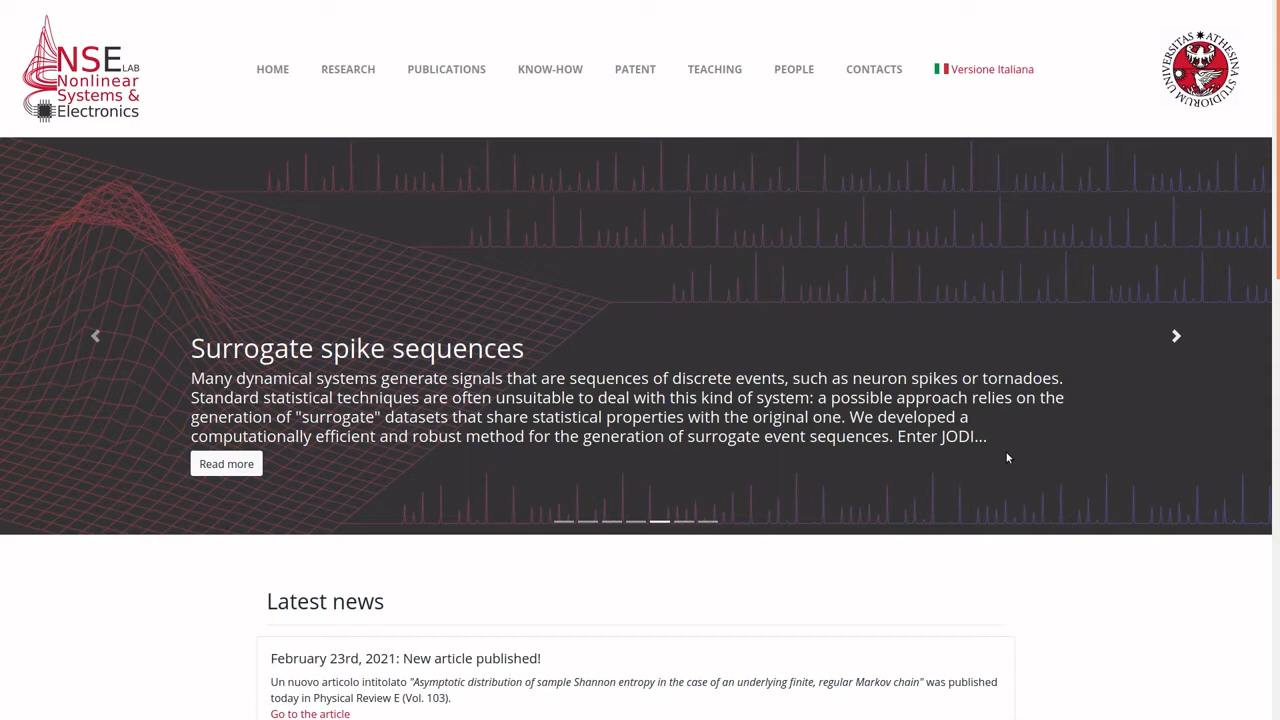 NSE LAB
Nonlinear
Systems &
Electronics
HOME RESEARCH PUBLICATIONS KNOW-HOW PATENT TEACHING PEOPLE CONTACTS Versione Italiana
UNIVERSITAS ATHESINA STUDIORUM
Surrogate spike sequences
Many dynamical systems generate signals that are sequences of discrete events, such as neuron spikes or tornadoes.
Standard statistical techniques are often unsuitable to deal with this kind of system: a possible approach relies on the
generation of "surrogate" datasets that share statistical properties with the original one. We developed a
computationally efficient and robust method for the generation of surrogate event sequences. Enter JODI...
Read more
Latest news
February 23rd, 2021: New article published!
Un nuovo articolo intitolato "Asymptotic distribution of sample Shannon entropy in the case of an underlying finite, regular Markov chain" was published
today in Physical Review E (Vol. 103).
Go to the article